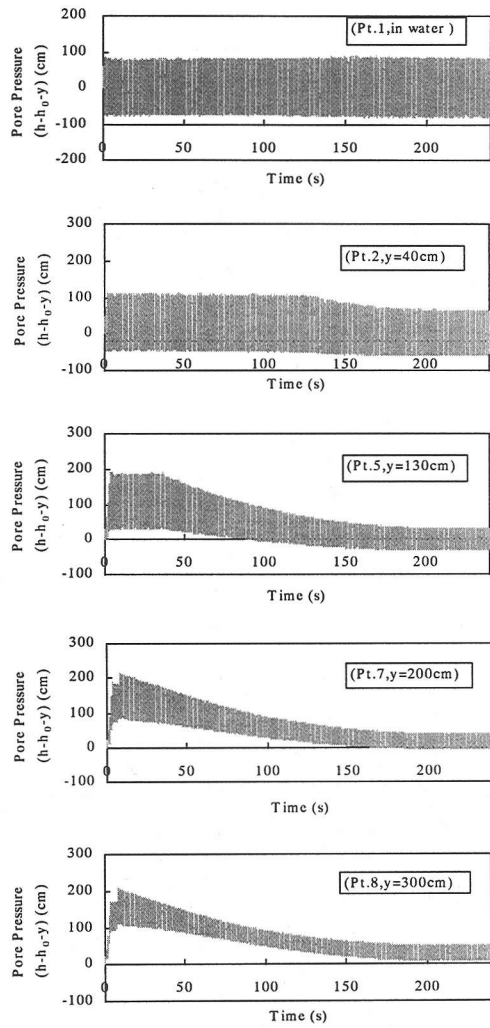 200
(Pt.1,in water )
100
0
-100
-200
Pore Pressure
(h-h0-y) (cm)
0 50 100 150 200
Time (s)
300
200
(Pt.2,y=40cm)
100
0
-100
Pore Pressure
(h-h0-y) (cm)
0 50 100 150 200
Time (s)
300
200
(Pt.5,y=130cm)
100
0
-100
Pore Pressure
(h-h0-y) (cm)
0 50 100 150 200
Time (s)
300
200
(Pt.7,y=200cm)
100
0
-100
Pore Pressure
(h-h0-y) (cm)
0 50 100 150 200
Time (s)
300
200
(Pt.8,y=300cm)
100
0
-100
Pore Pressure
(h-h0-y) (cm)
0 50 100 150 200
Time (s)